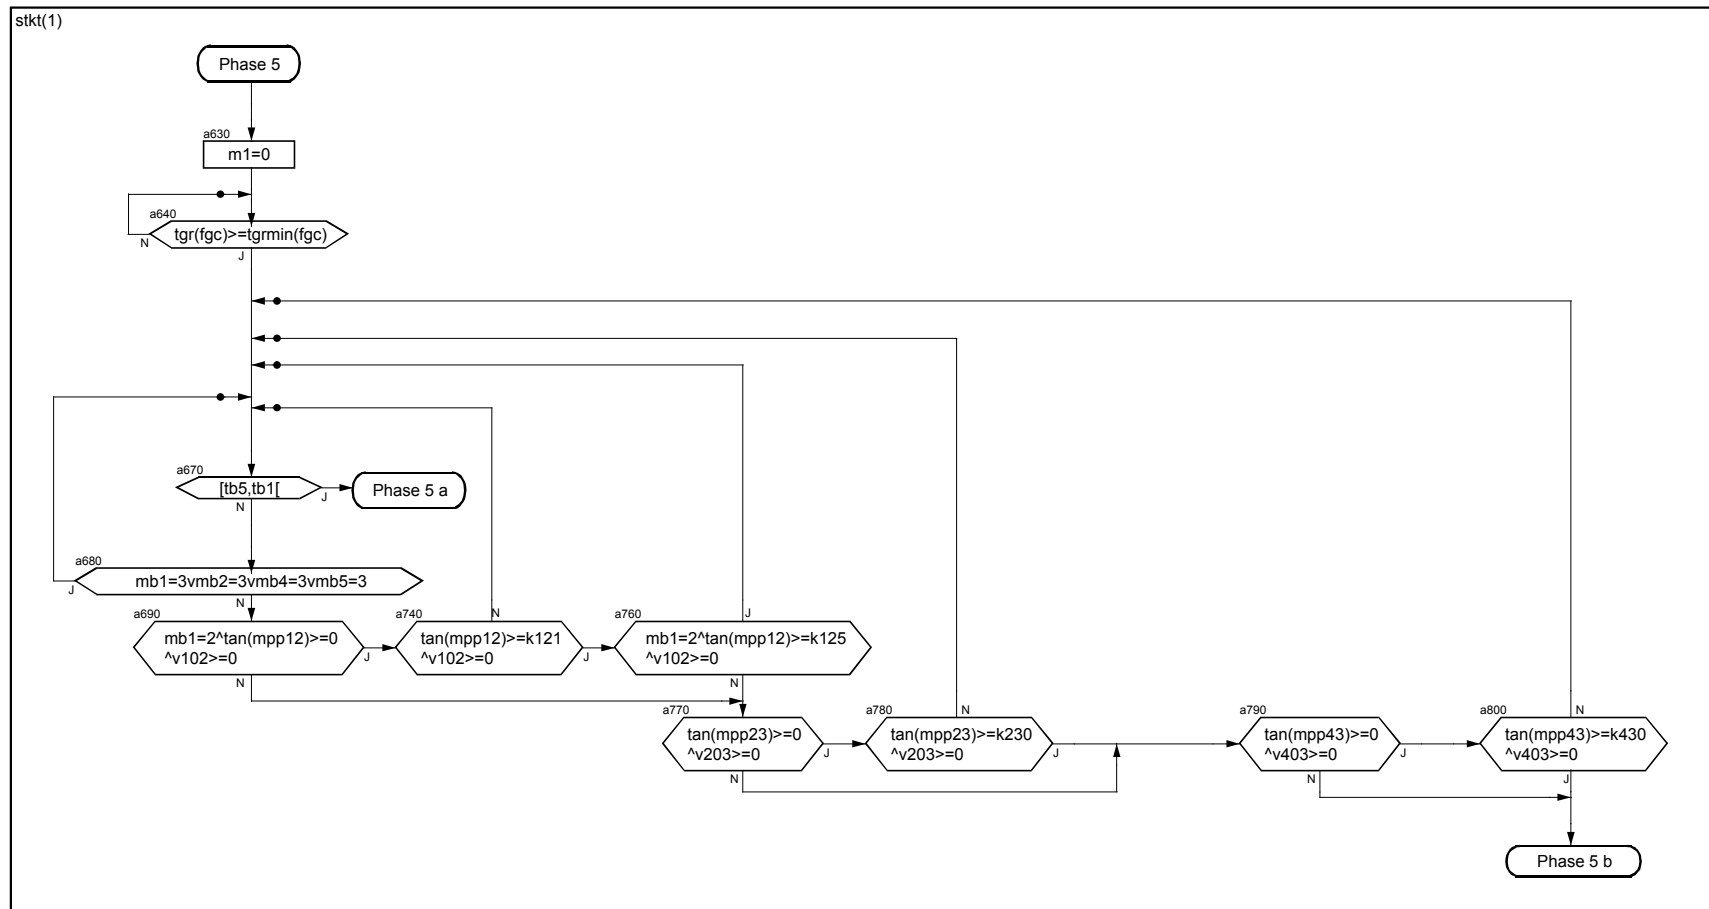 stkt(1)
Phase 5
a630
m1=0
a640
tgr(fgc)>=tgrmin(fgc)
N
J
a670
[tb5,tb1[
J
Phase 5 a
N
a680
mb1=3vmb2=3vmb4=3vmb5=3
J
N
a690
mb1=2^tan(mpp12)>=0
^v102>=0
J
N
a740
N
tan(mpp12)>=k121
^v102>=0
J
a760
J
mb1=2^tan(mpp12)>=k125
^v102>=0
N
a770
tan(mpp23)>=0
^v203>=0
J
N
a780
N
tan(mpp23)>=k230
^v203>=0
J
a790
tan(mpp43)>=0
^v403>=0
J
N
a800
N
tan(mpp43)>=k430
^v403>=0
J
Phase 5 b